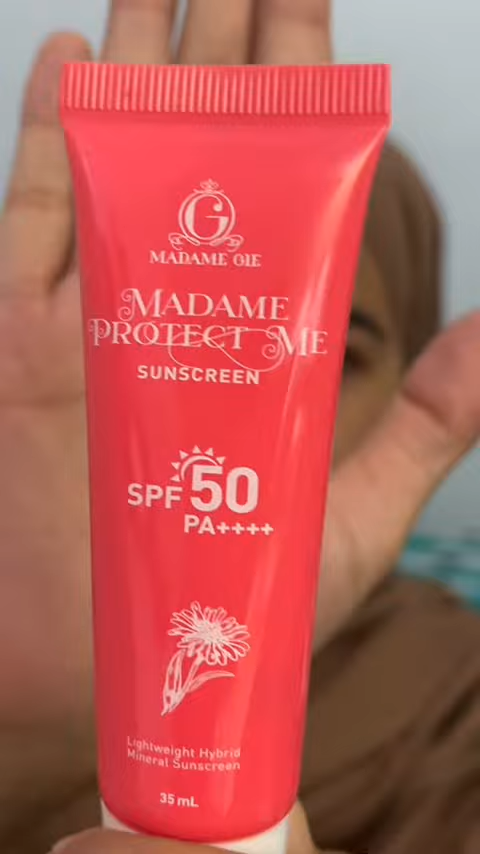 G
MADAME GIE
MADAME
PROTECT ME
SUNSCREEN
SPF 50
PA++++
Lightweight Hybrid
Mineral Sunscreen
35 mL